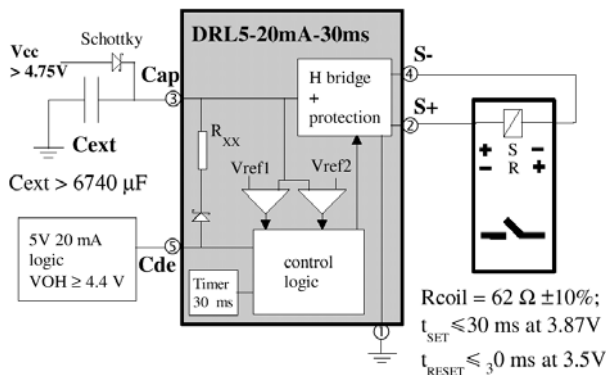 DRL5-20mA-30ms
Schottky
Vcc
> 4.75V
Cap
3
Cext
Cext > 6740 µF
RXX
Vref1
Vref2
H bridge
+
protection
S-
4
S+
2
+ S −
− R +
5V 20 mA
logic
VOH ≥ 4.4 V
5
Cde
Timer
30 ms
control
logic
1
Rcoil = 62 Ω ±10%;
tSET ≤30 ms at 3.87V
tRESET ≤ 30 ms at 3.5V